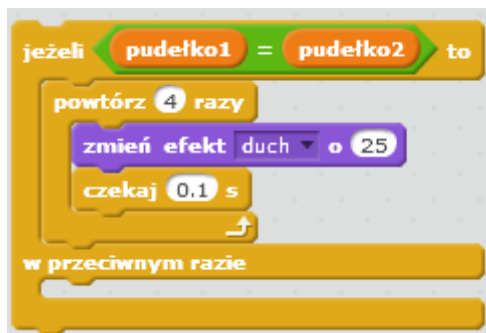 jeżeli pudełko1 = pudełko2 to
powtórz 4 razy
zmień efekt duch o 25
czekaj 0.1 s
w przeciwnym razie